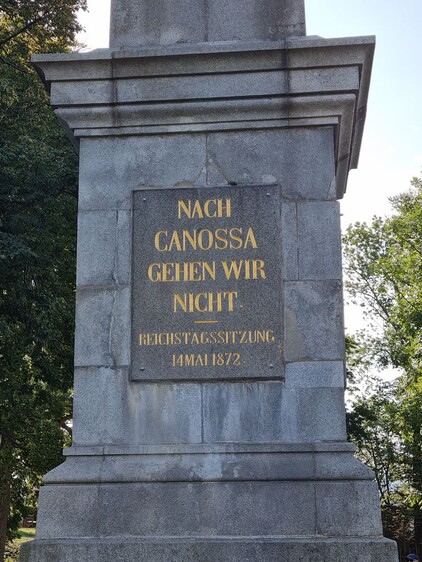 NACH
CANOSSA
GEHEN WIR
NICHT.
REICHSTAGSSITZUNG
14 MAI 1872